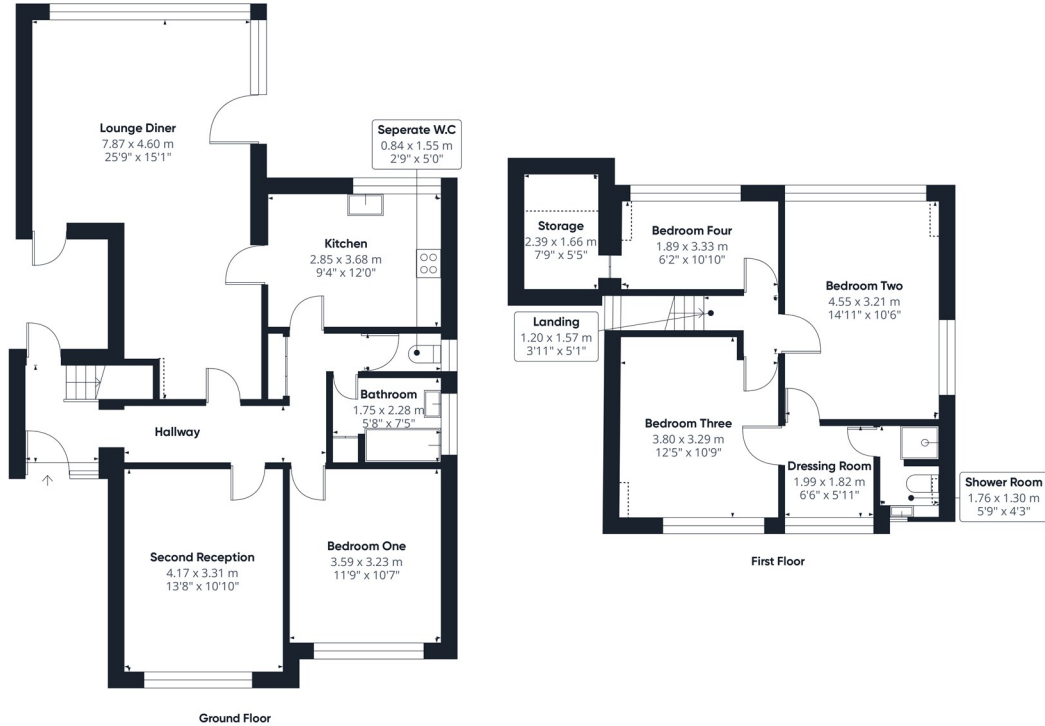 Lounge Diner
7.87 x 4.60 m
25'9" x 15'1"
Seperate W.C
0.84 x 1.55 m
2'9" x 5'0"
Kitchen
2.85 x 3.68 m
9'4" x 12'0"
Bathroom
1.75 x 2.28 m
5'8" x 7'5"
Hallway
Second Reception
4.17 x 3.31 m
13'8" x 10'10"
Bedroom One
3.59 x 3.23 m
11'9" x 10'7"
Ground Floor
Storage
2.39 x 1.66 m
7'9" x 5'5"
Bedroom Four
1.89 x 3.33 m
6'2" x 10'10"
Bedroom Two
4.55 x 3.21 m
14'11" x 10'6"
Landing
1.20 x 1.57 m
3'11" x 5'1"
Bedroom Three
3.80 x 3.29 m
12'5" x 10'9"
Dressing Room
1.99 x 1.82 m
6'6" x 5'11"
Shower Room
1.76 x 1.30 m
5'9" x 4'3"
First Floor